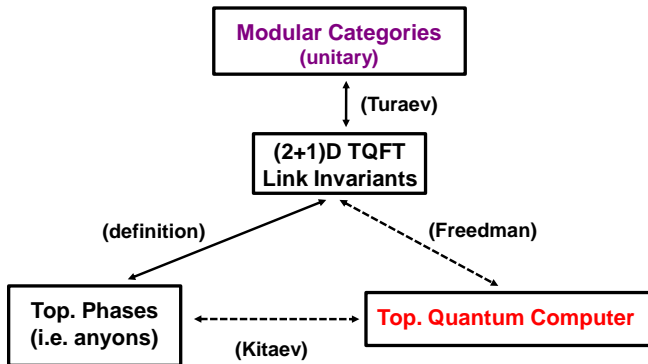 Modular Categories
(unitary)
(Turaev)
(2+1)D TQFT
Link Invariants
(definition)
(Freedman)
Top. Phases
(i.e. anyons)
Top. Quantum Computer
(Kitaev)